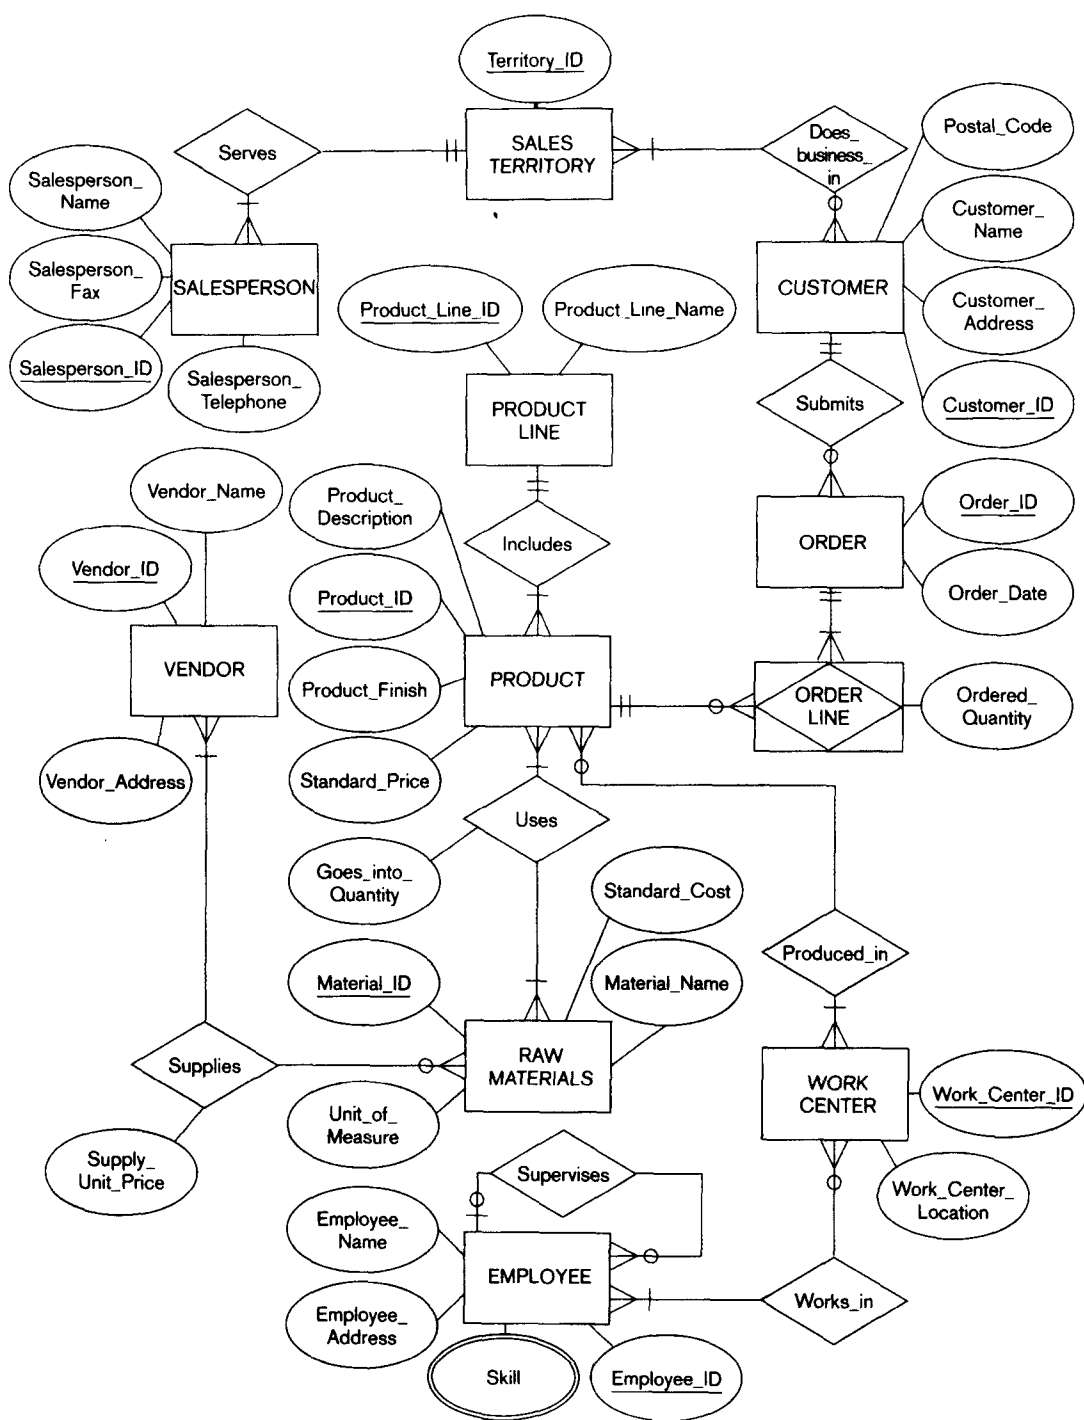 Territory_ID
SALES
TERRITORY
Serves
Does_
business_
in
Postal_Code
Salesperson_
Name
Customer_
Name
Salesperson_
Fax
SALESPERSON
CUSTOMER
Customer_
Address
Product_Line_ID
Product_Line_Name
Salesperson_ID
Salesperson_
Telephone
PRODUCT
LINE
Submits
Customer_ID
Vendor_Name
Product_
Description
Order_ID
Includes
ORDER
Vendor_ID
Product_ID
Order_Date
VENDOR
PRODUCT
Product_Finish
ORDER
LINE
Ordered_
Quantity
Vendor_Address
Standard_Price
Uses
Goes_into_
Quantity
Standard_Cost
Produced_in
Material_ID
Material_Name
Supplies
RAW
MATERIALS
WORK
CENTER
Work_Center_ID
Unit_of_
Measure
Supply_
Unit_Price
Supervises
Work_Center_
Location
Employee_
Name
EMPLOYEE
Works_in
Employee_
Address
Skill
Employee_ID